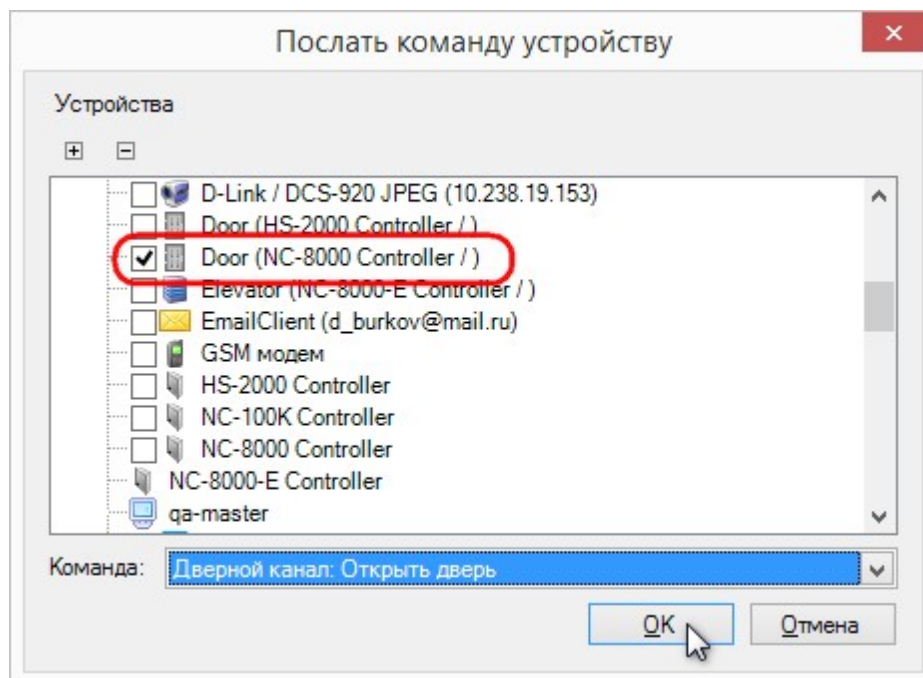 Послать команду устройству
Устройства
D-Link / DCS-920 JPEG (10.238.19.153)
Door (HS-2000 Controller / )
Door (NC-8000 Controller / )
Elevator (NC-8000-E Controller / )
EmailClient (d_burkov@mail.ru)
GSM модем
HS-2000 Controller
NC-100K Controller
NC-8000 Controller
NC-8000-E Controller
qa-master
Команда: Дверной канал: Открыть дверь
OK Отмена